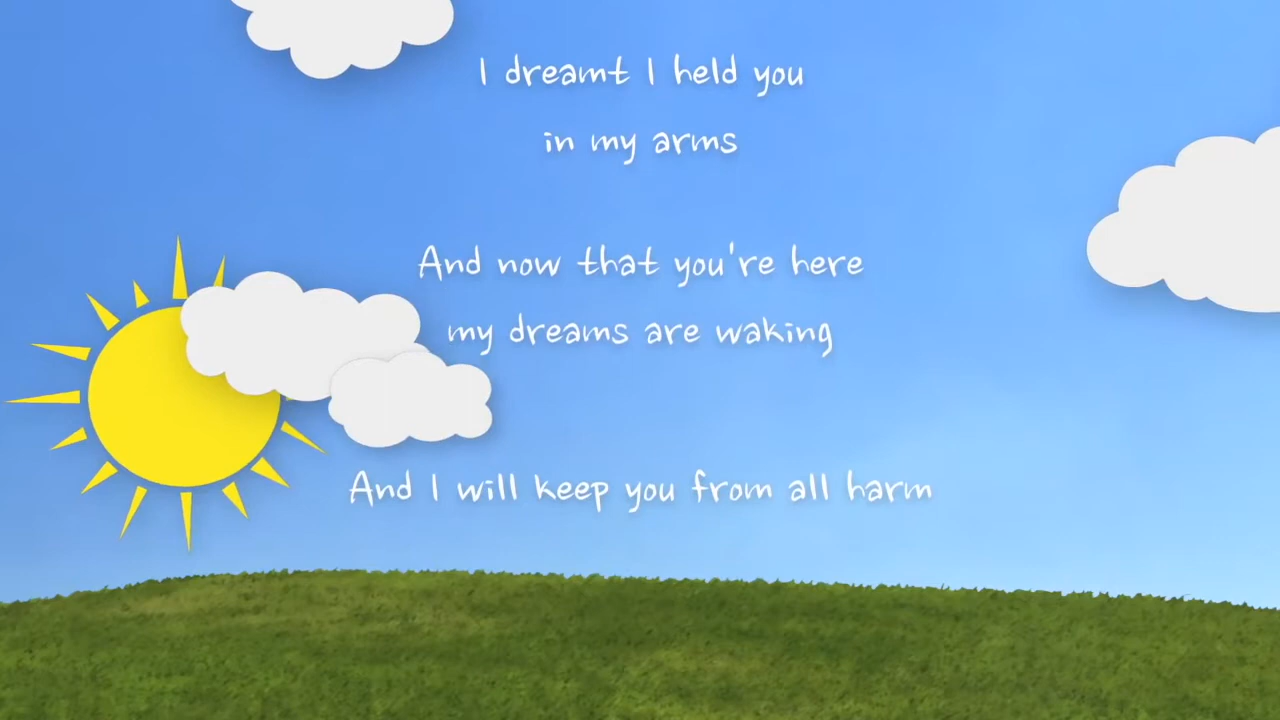 I dreamt I held you
in my arms
And now that you're here
my dreams are waking
And I will keep you from all harm